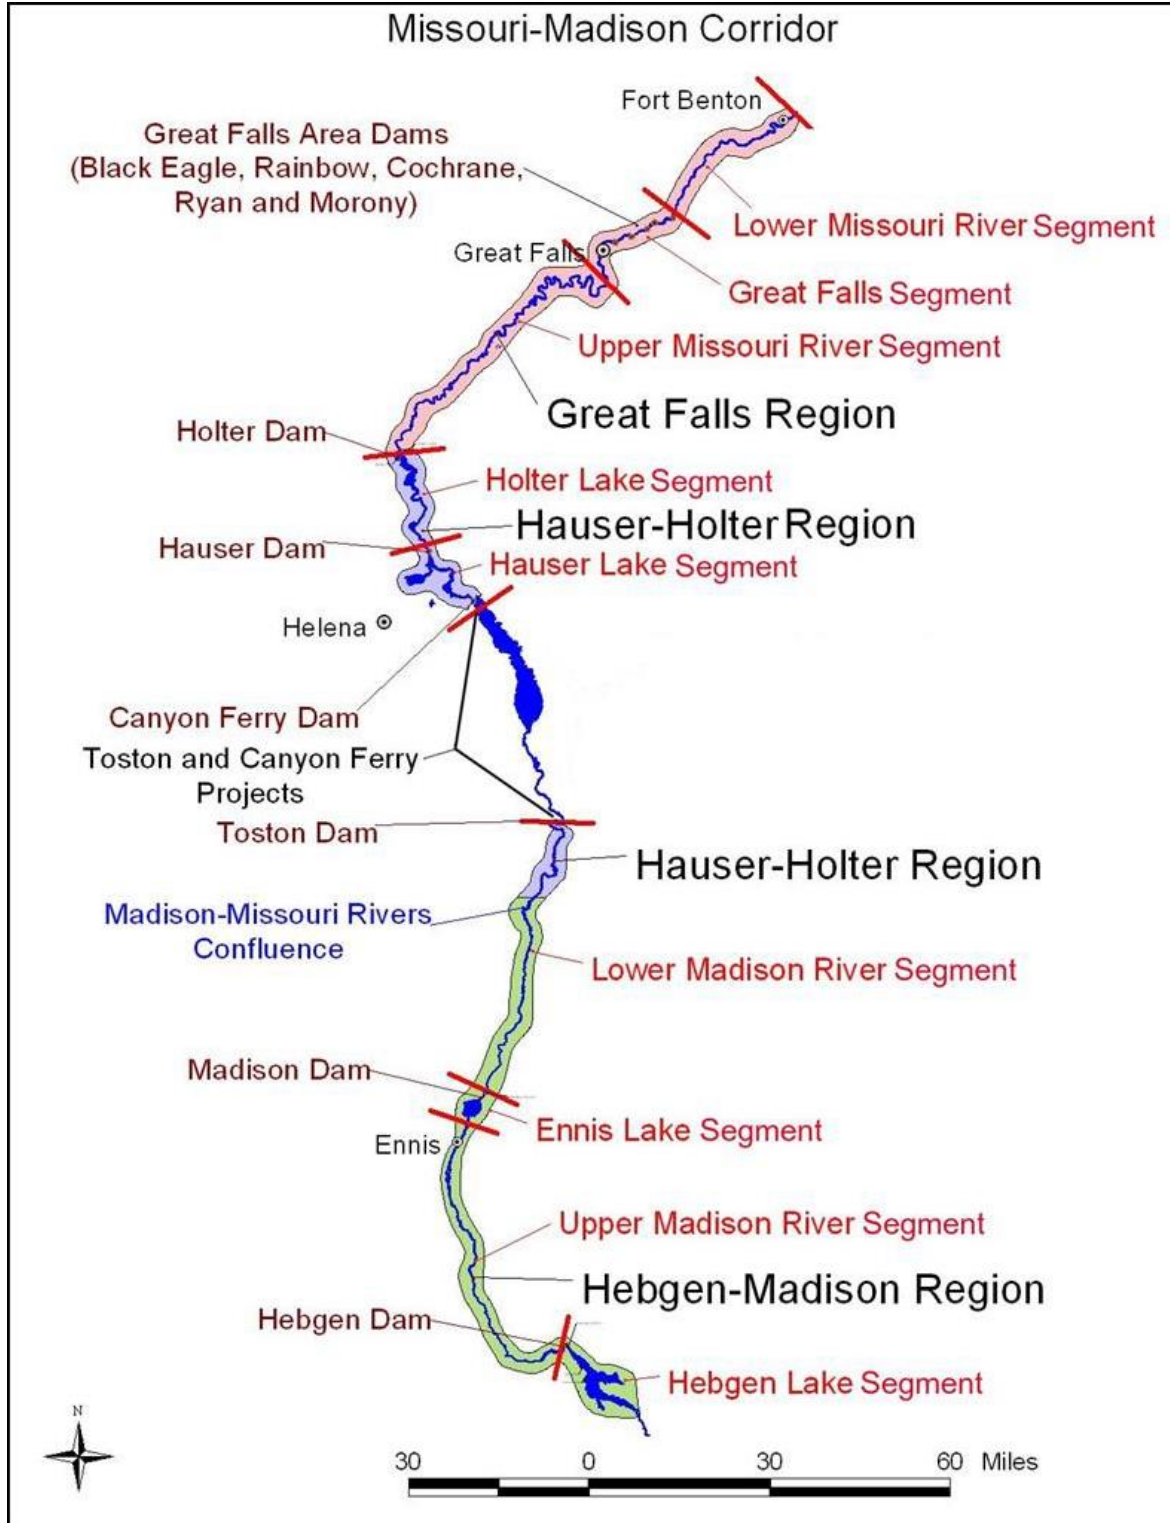 Missouri-Madison Corridor
Fort Benton
Great Falls Area Dams
(Black Eagle, Rainbow, Cochrane,
Ryan and Morony)
Lower Missouri River Segment
Great Falls
Great Falls Segment
Upper Missouri River Segment
Great Falls Region
Holter Dam
Holter Lake Segment
Hauser-Holter Region
Hauser Dam
Hauser Lake Segment
Helena
Canyon Ferry Dam
Toston and Canyon Ferry
Projects
Toston Dam
Hauser-Holter Region
Madison-Missouri Rivers
Confluence
Lower Madison River Segment
Madison Dam
Ennis Lake Segment
Ennis
Upper Madison River Segment
Hebgen-Madison Region
Hebgen Dam
Hebgen Lake Segment
N
30 0 30 60 Miles